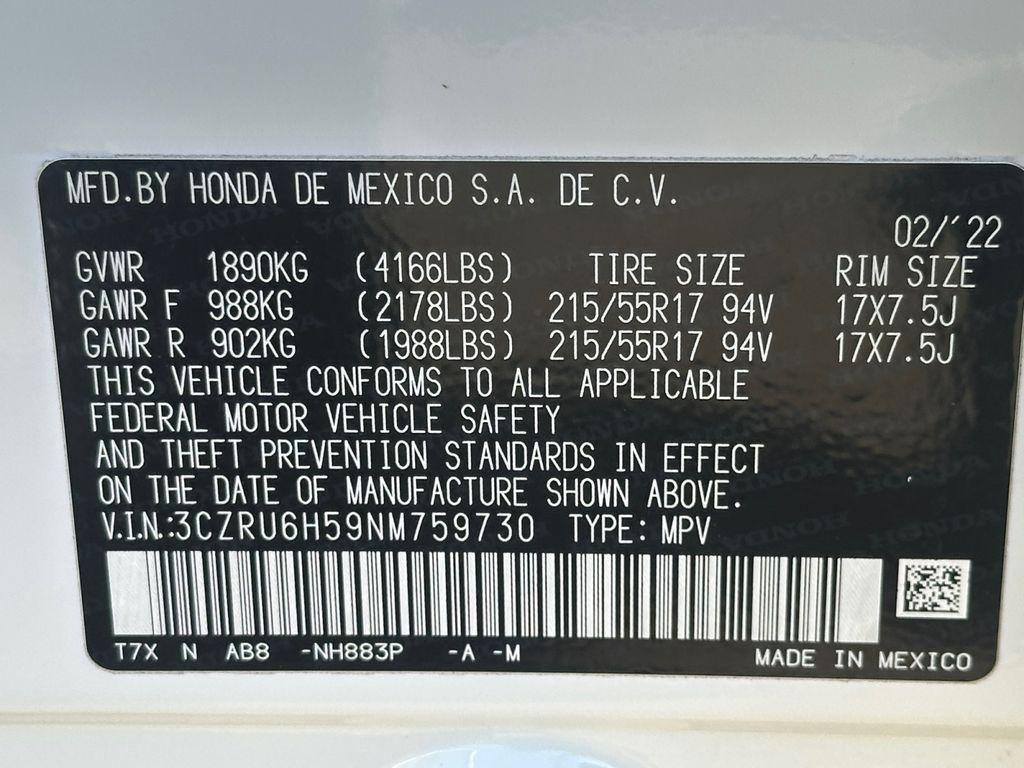 MFD.BY HONDA DE MEXICO S.A. DE C.V.
02/'22
GVWR 1890KG (4166LBS) TIRE SIZE RIM SIZE
GAWR F 988KG (2178LBS) 215/55R17 94V 17X7.5J
GAWR R 902KG (1988LBS) 215/55R17 94V 17X7.5J
THIS VEHICLE CONFORMS TO ALL APPLICABLE
FEDERAL MOTOR VEHICLE SAFETY
AND THEFT PREVENTION STANDARDS IN EFFECT
ON THE DATE OF MANUFACTURE SHOWN ABOVE.
V.I.N.:3CZRU6H59NM759730 TYPE: MPV
T7X N AB8 -NH883P -A -M
MADE IN MEXICO